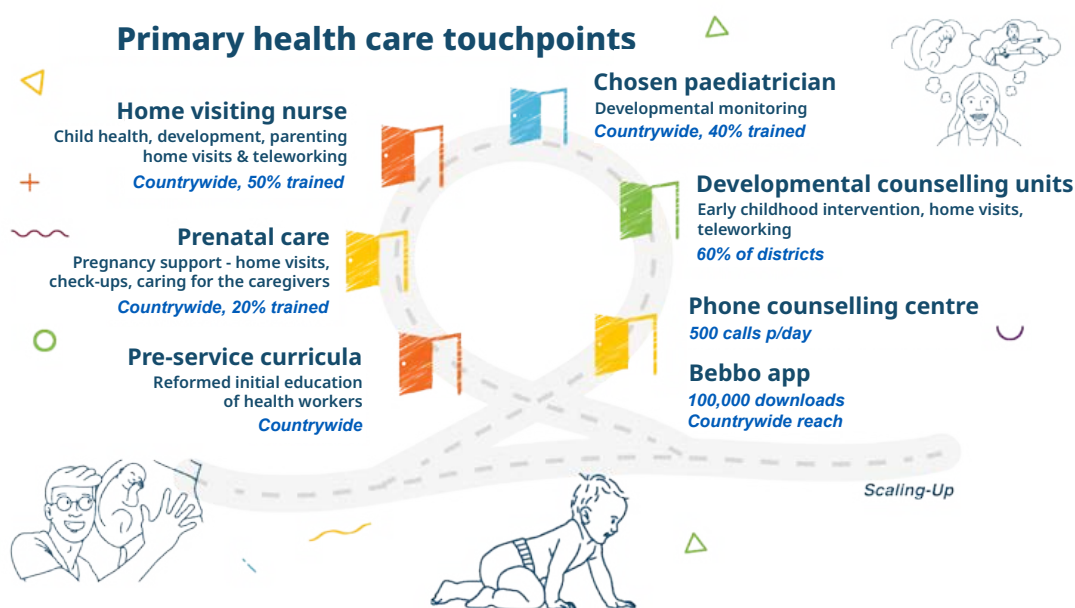 Primary health care touchpoints
Home visiting nurse
Child health, development, parenting
home visits & teleworking
Countrywide, 50% trained
Prenatal care
Pregnancy support - home visits,
check-ups, caring for the caregivers
Countrywide, 20% trained
Pre-service curricula
Reformed initial education
of health workers
Countrywide
Chosen paediatrician
Developmental monitoring
Countrywide, 40% trained
Developmental counselling units
Early childhood intervention, home visits,
teleworking
60% of districts
Phone counselling centre
500 calls p/day
Bebbo app
100,000 downloads
Countrywide reach
Scaling-Up